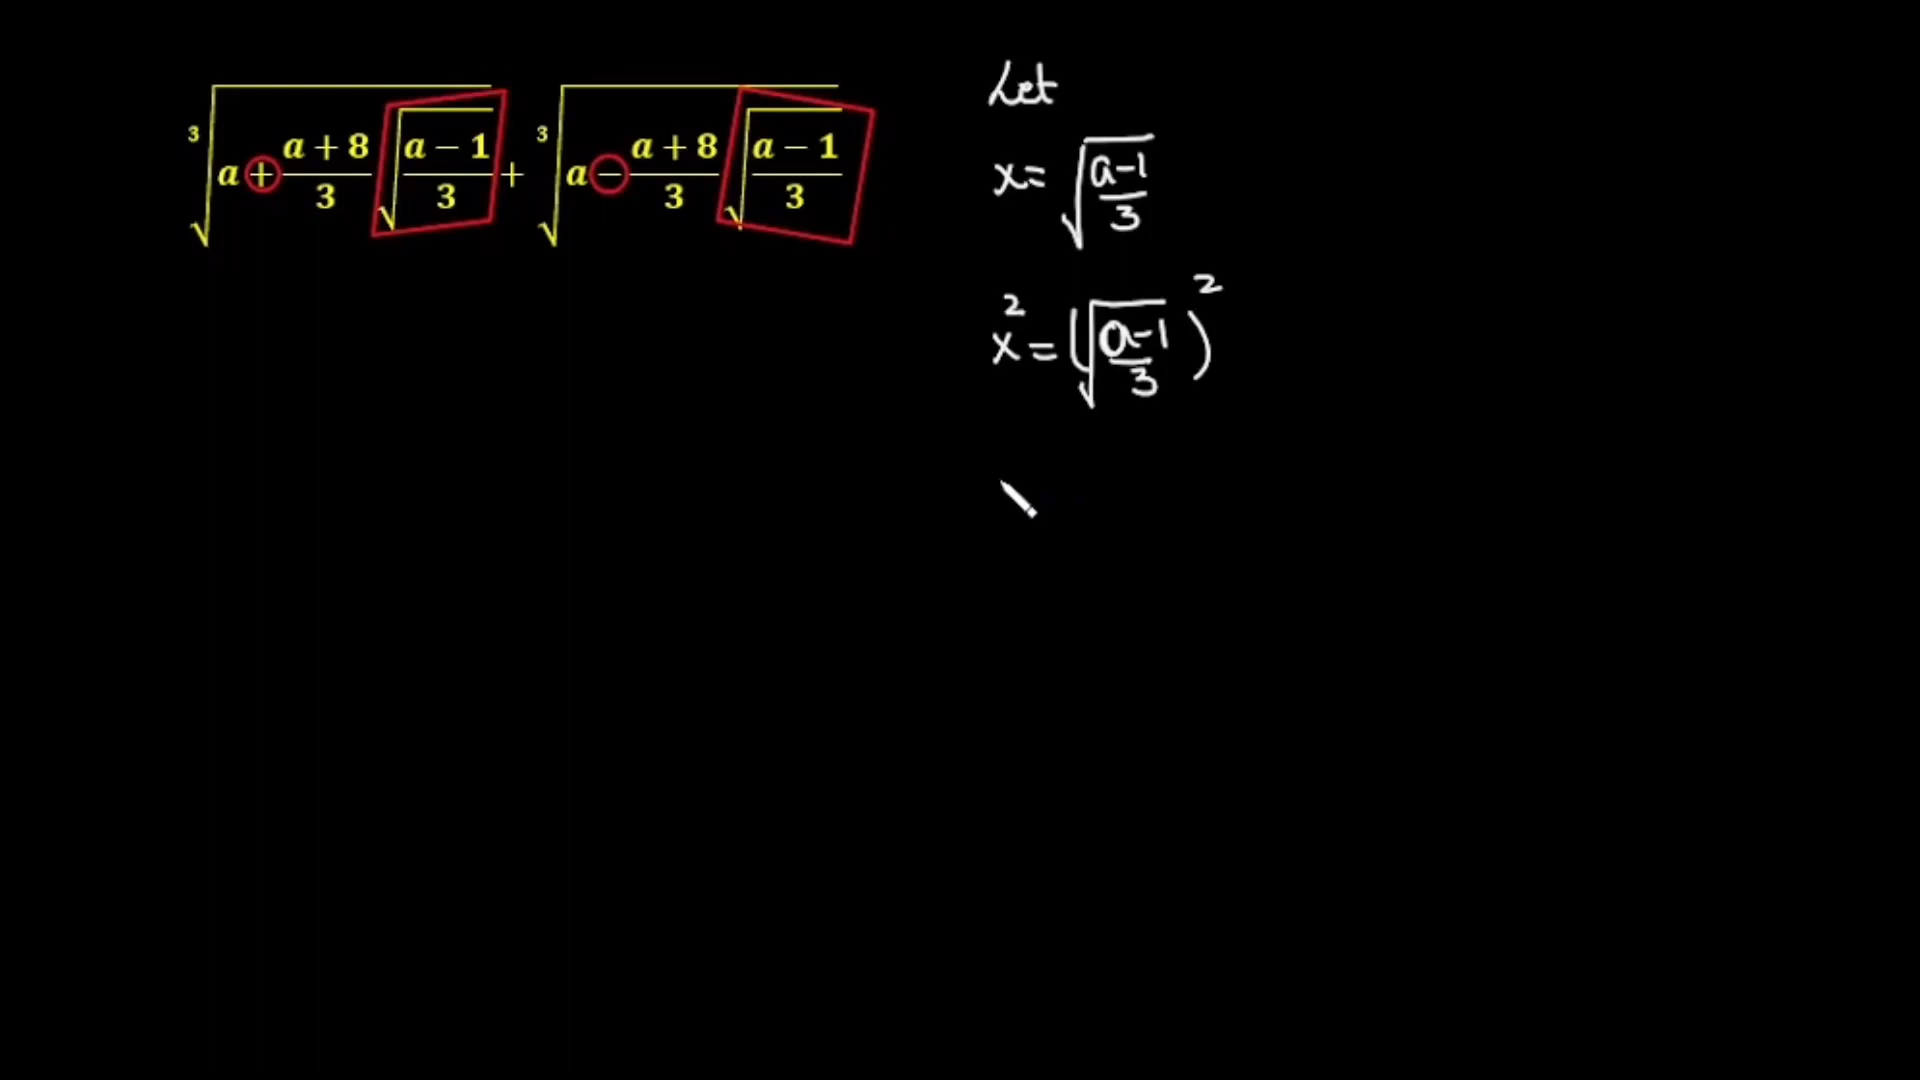 ∛(a + (a + 8)/3 √((a − 1)/3)) + ∛(a − (a + 8)/3 √((a − 1)/3))
Let
x = √((a-1)/3)
x² = (√((a-1)/3))²